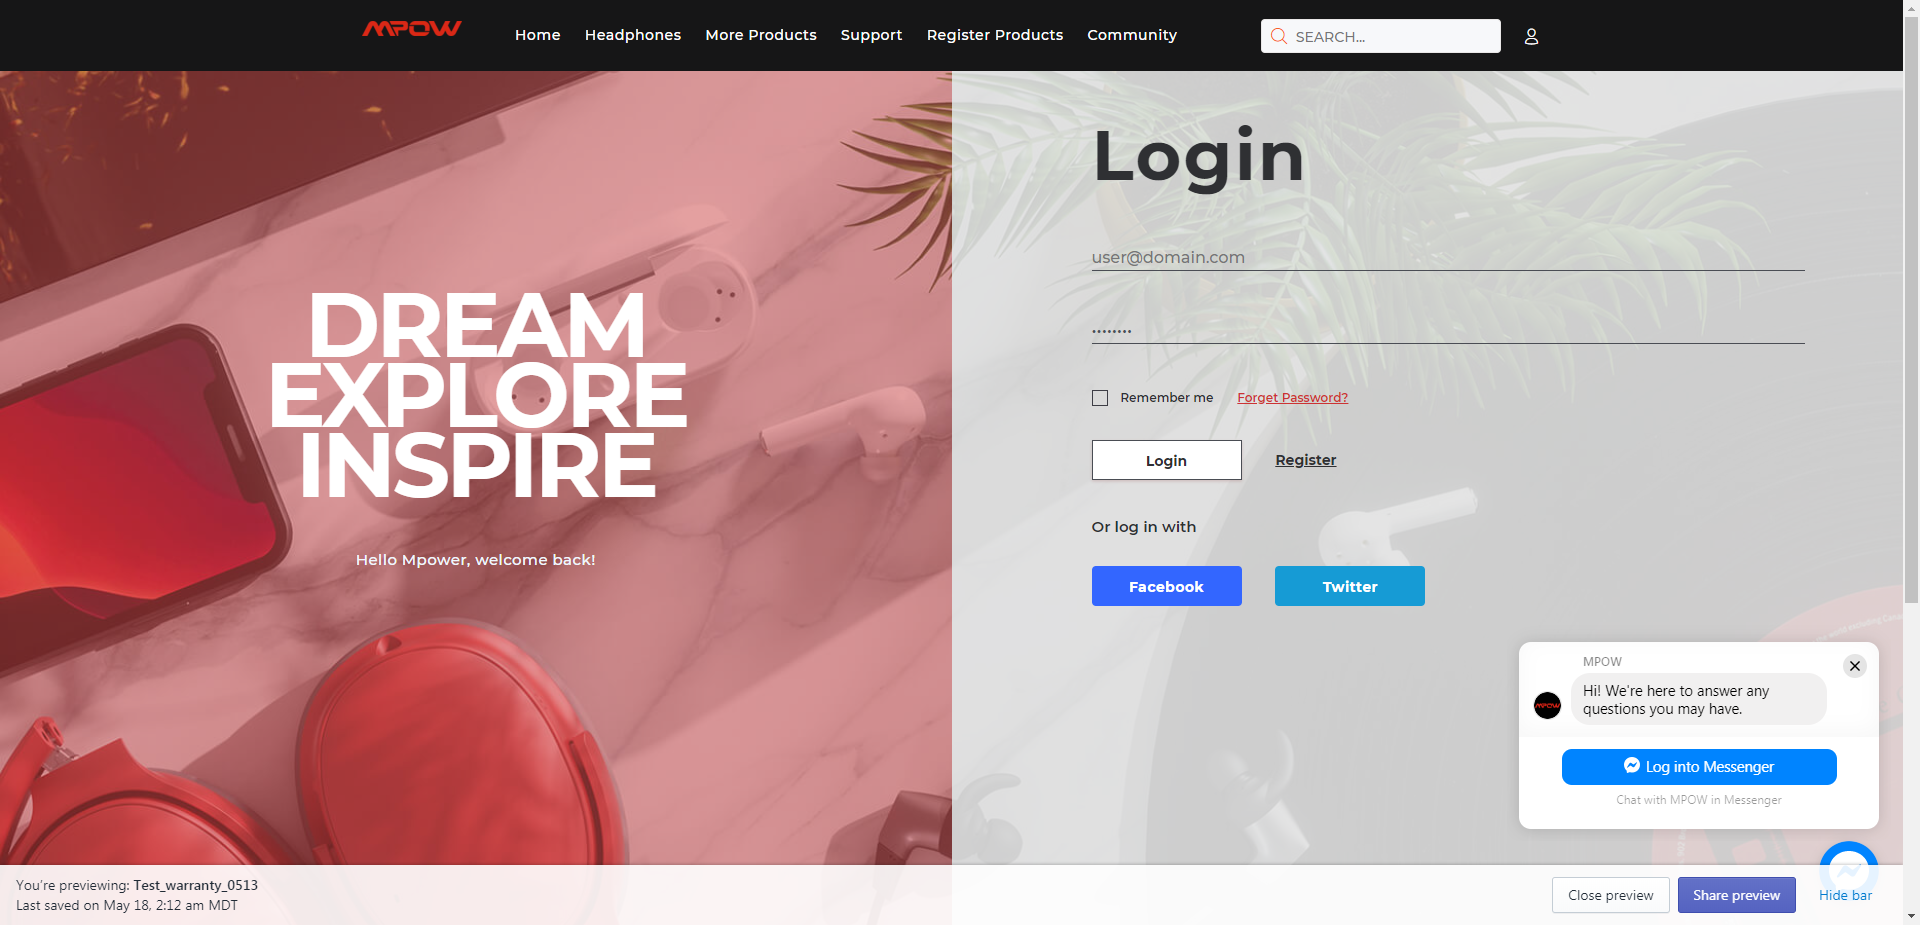 MPOW
Home
Headphones
More Products
Support
Register Products
Community
SEARCH...
DREAM
EXPLORE
INSPIRE
Hello Mpower, welcome back!
Login
user@domain.com
••••••••
Remember me
Forget Password?
Login
Register
Or log in with
Facebook
Twitter
MPOW
MPOW
Hi! We're here to answer any
questions you may have.
Log into Messenger
Chat with MPOW in Messenger
You're previewing: Test_warranty_0513
Last saved on May 18, 2:12 am MDT
Close preview
Share preview
Hide bar